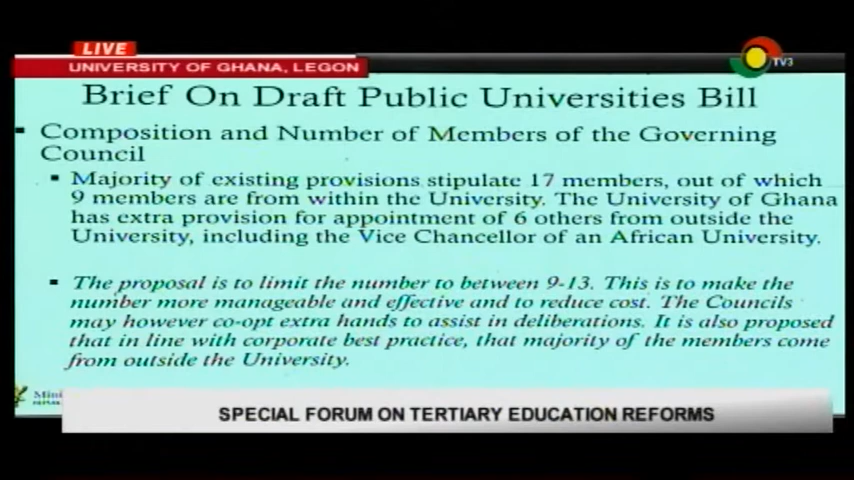 LIVE
UNIVERSITY OF GHANA, LEGON
TV3
Brief On Draft Public Universities Bill
▪ Composition and Number of Members of the Governing
Council
▪ Majority of existing provisions stipulate 17 members, out of which
9 members are from within the University. The University of Ghana
has extra provision for appointment of 6 others from outside the
University, including the Vice Chancellor of an African University.
▪ The proposal is to limit the number to between 9-13. This is to make the
number more manageable and effective and to reduce cost. The Councils
may however co-opt extra hands to assist in deliberations. It is also proposed
that in line with corporate best practice, that majority of the members come
from outside the University.
SPECIAL FORUM ON TERTIARY EDUCATION REFORMS